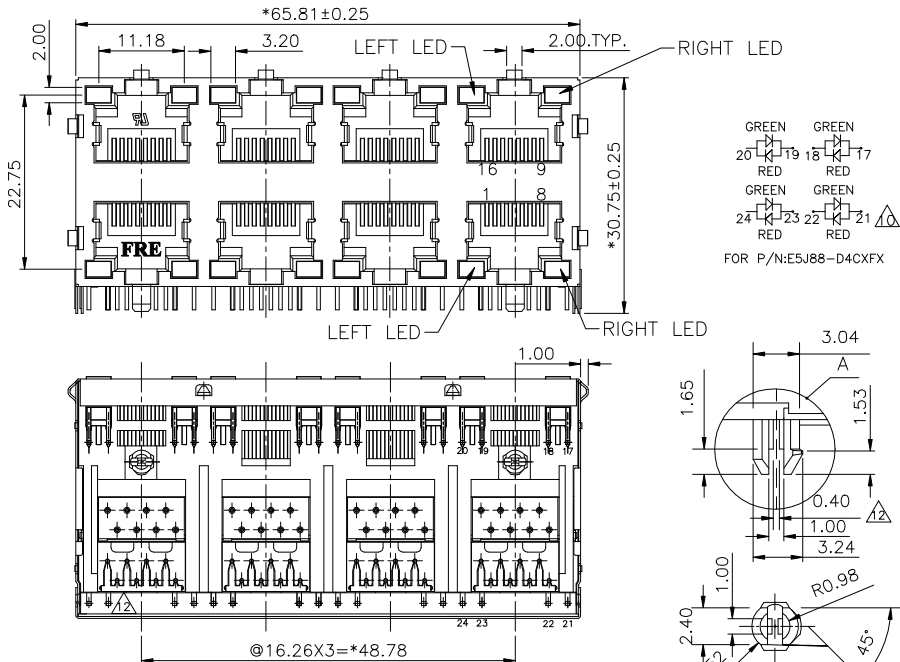 *65.81±0.25
2.00
11.18
3.20
LEFT LED
2.00.TYP.
RIGHT LED
22.75
16 9
1 8
FRE
*30.75±0.25
LEFT LED
RIGHT LED
GREEN GREEN
20 19 18 17
RED RED
GREEN GREEN
24 23 22 21 10
RED RED
FOR P/N:E5J88-D4CXFX
1.00
20 19 18 17
12
24 23 22 21
@16.26X3=*48.78
3.04
A
1.65
1.53
0.40
12
1.00
3.24
1.00
R0.98
2.40
45°